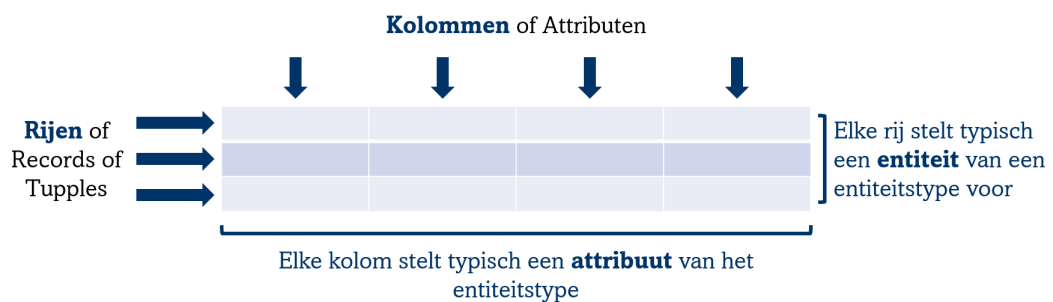 Kolommen of Attributen
Rijen of
Records of
Tupples
Elke rij stelt typisch
een entiteit van een
entiteitstype voor
Elke kolom stelt typisch een attribuut van het
entiteitstype